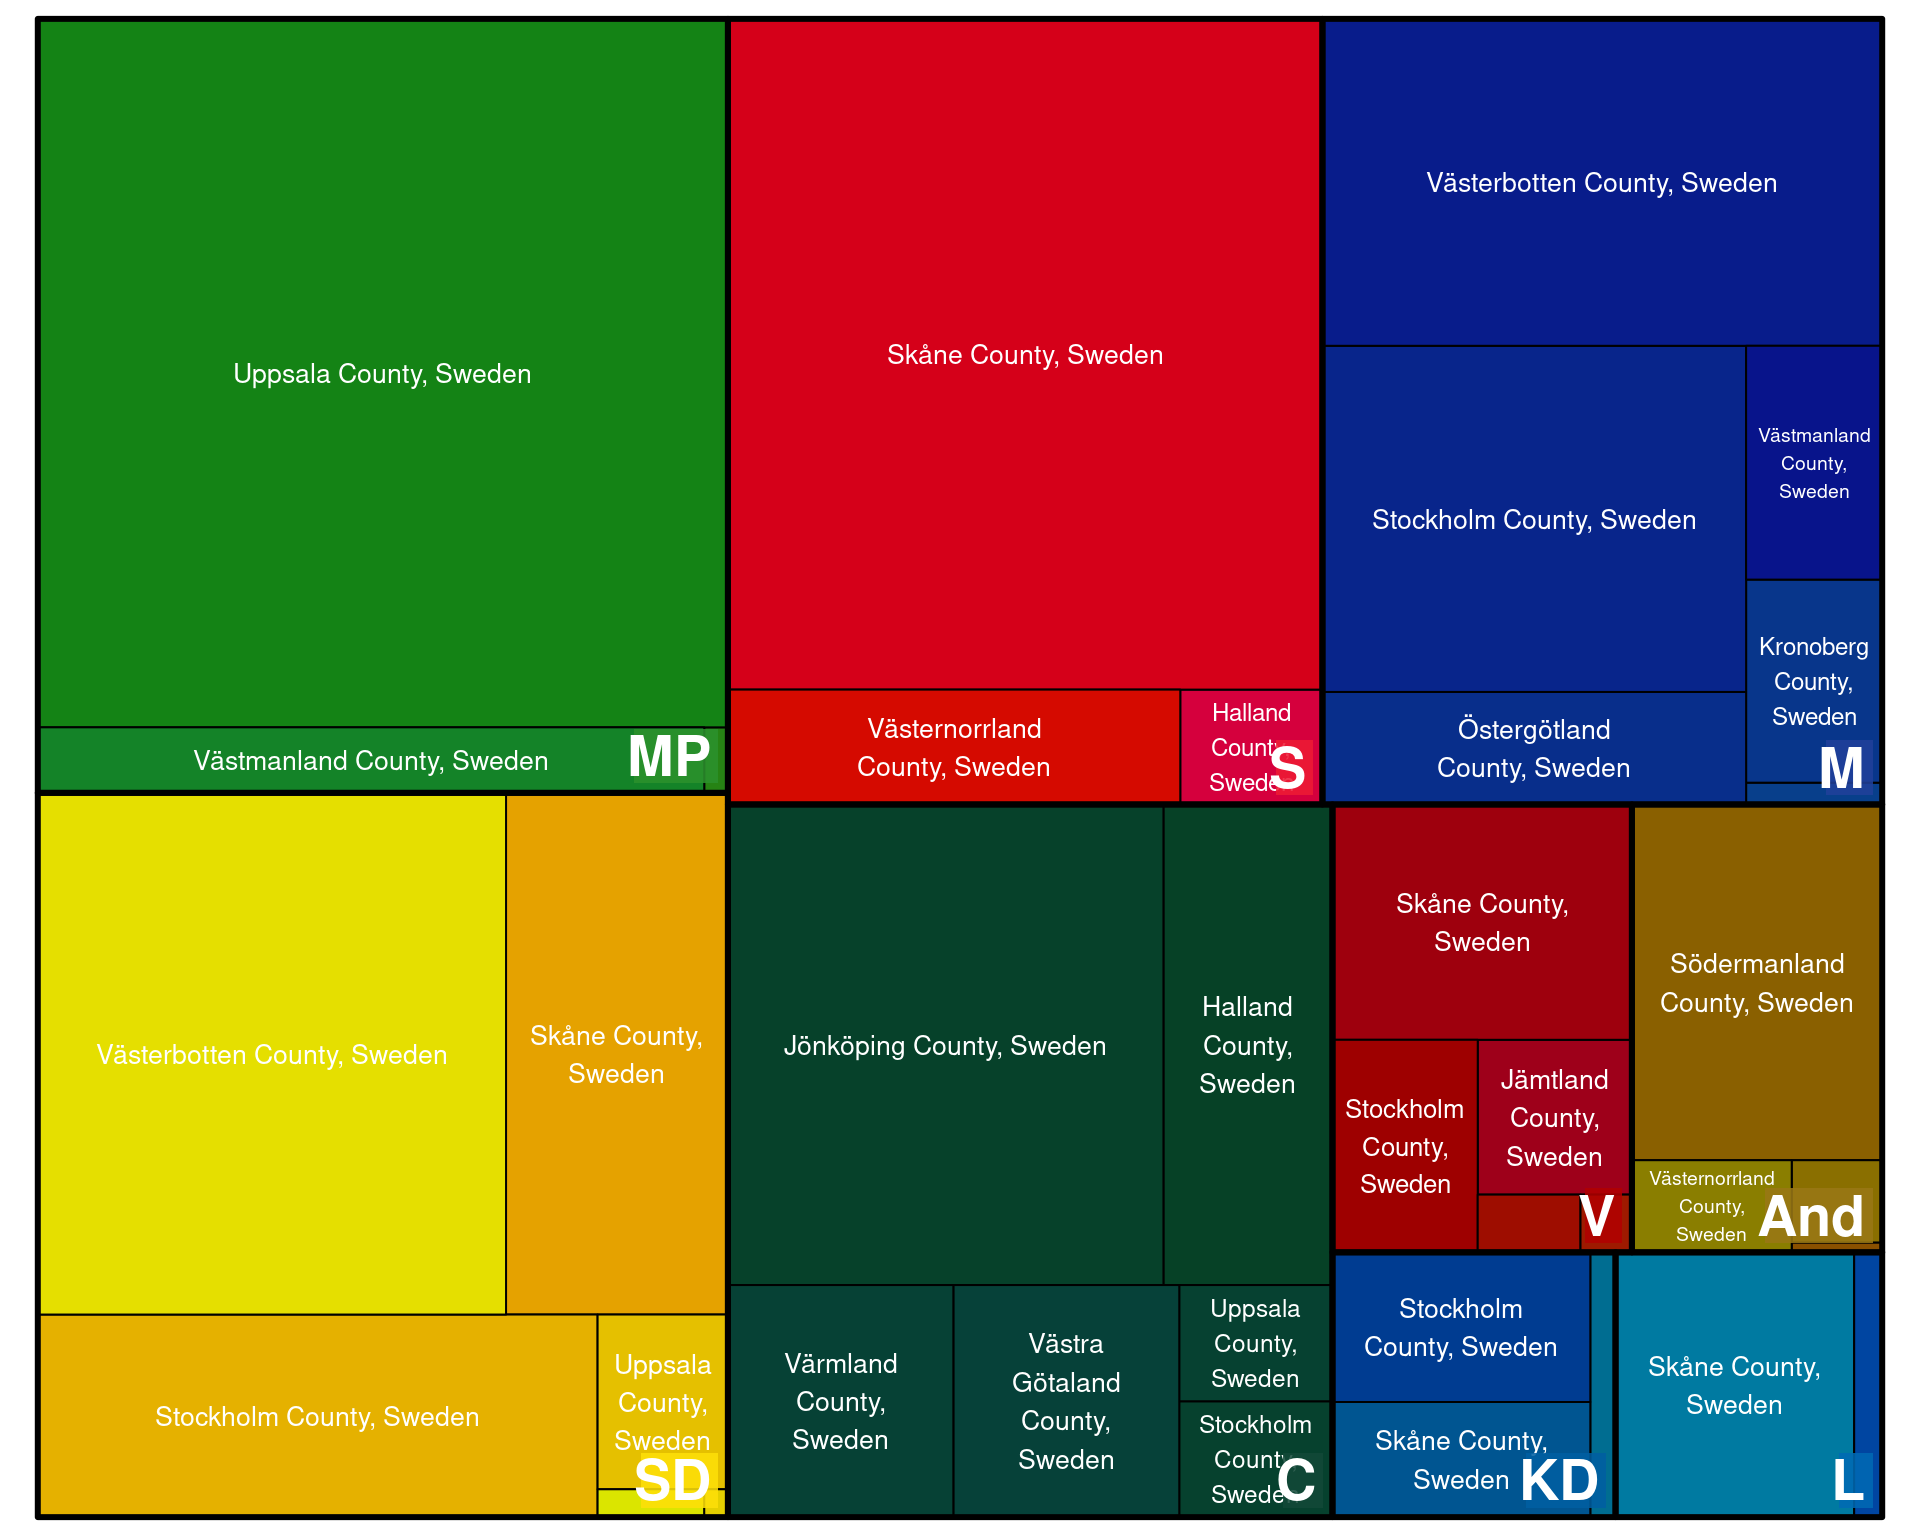 Uppsala County, Sweden
Västmanland County, Sweden
MP
Skåne County, Sweden
Västernorrland
County, Sweden
Halland
County,
Sweden
S
Västerbotten County, Sweden
Stockholm County, Sweden
Västmanland
County,
Sweden
Kronoberg
County,
Sweden
Östergötland
County, Sweden
M
Västerbotten County, Sweden
Skåne County,
Sweden
Stockholm County, Sweden
Uppsala
County,
Sweden
SD
Jönköping County, Sweden
Halland
County,
Sweden
Värmland
County,
Sweden
Västra
Götaland
County,
Sweden
Uppsala
County,
Sweden
Stockholm
County,
Sweden
C
Skåne County,
Sweden
Stockholm
County,
Sweden
Jämtland
County,
Sweden
V
Södermanland
County, Sweden
Västernorrland
County,
Sweden
And
Stockholm
County, Sweden
Skåne County,
Sweden
KD
Skåne County,
Sweden
L